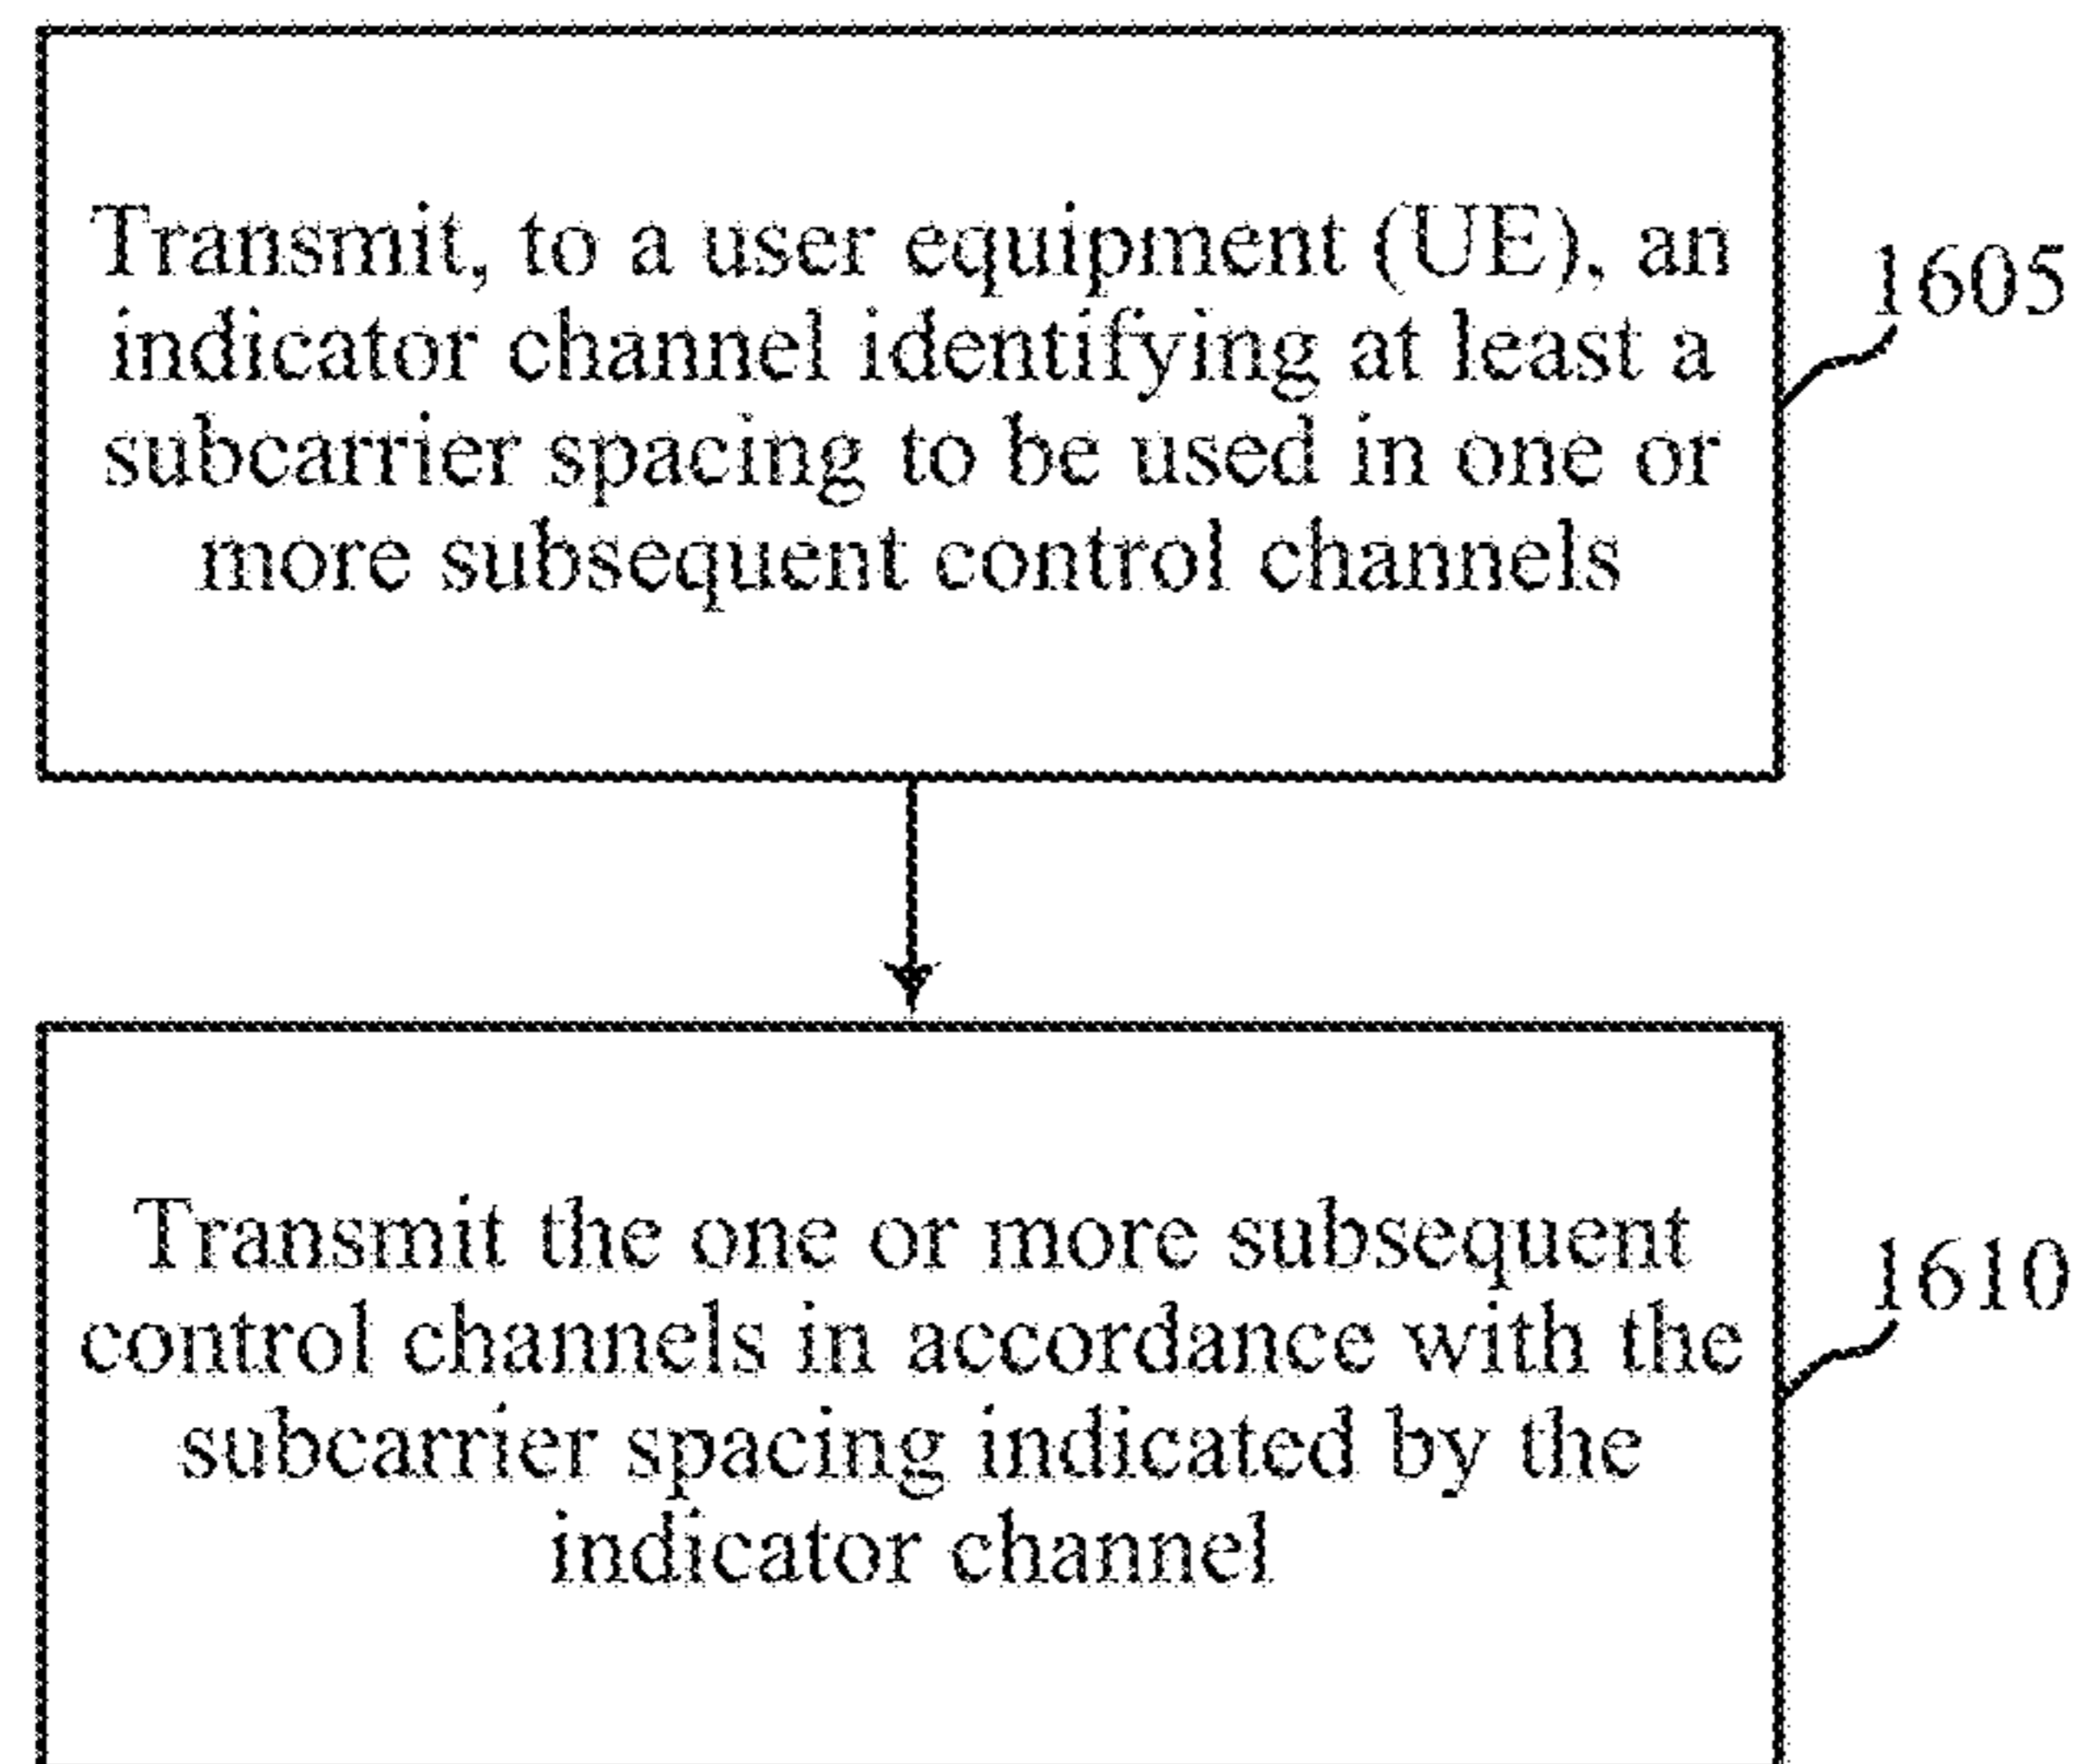 Transmit, to a user equipment (UE), an
indicator channel identifying at least a
subcarrier spacing to be used in one or
more subsequent control channels
1605
Transmit the one or more subsequent
control channels in accordance with the
subcarrier spacing indicated by the
indicator channel
1610